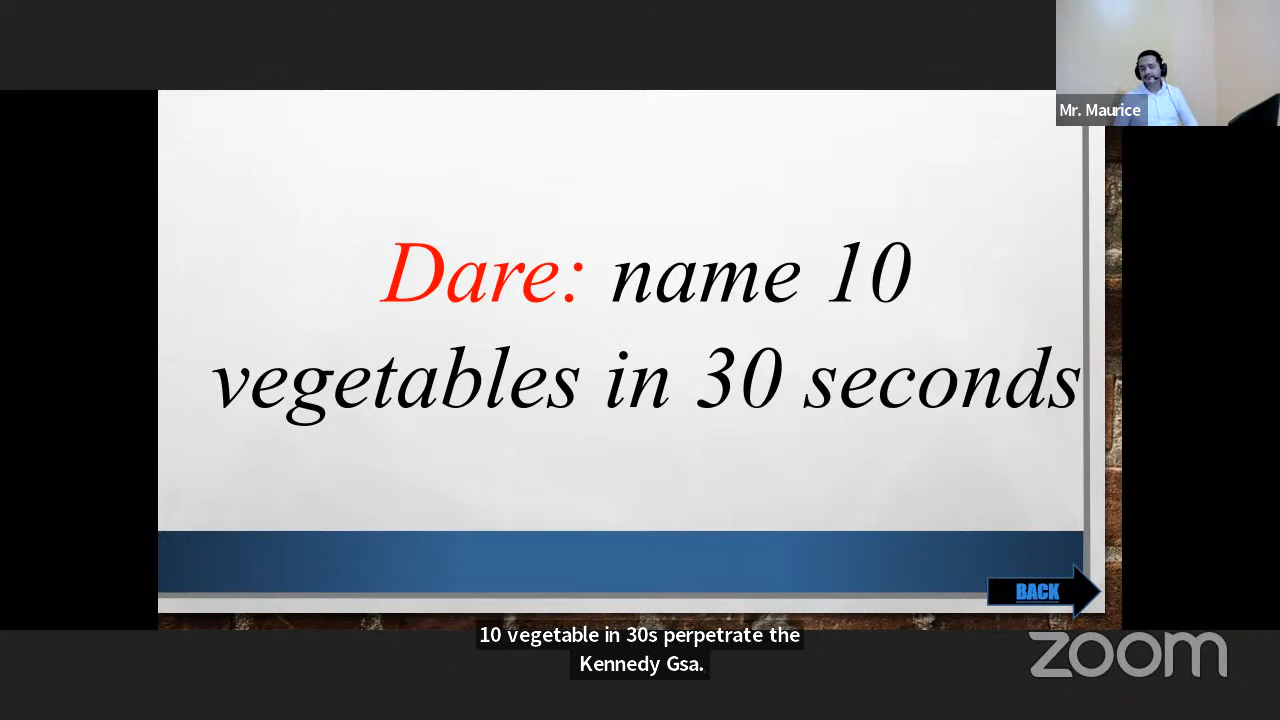 Mr. Maurice
Dare: name 10
vegetables in 30 seconds
BACK
10 vegetable in 30s perpetrate the
Kennedy Gsa.
zoom